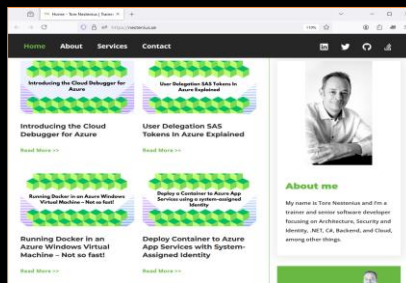 Home – Tore Nestenius | Trainer
https://nestenius.se
Home
About
Services
Contact
Introducing the Cloud Debugger for
Azure
User Delegation SAS Tokens in
Azure Explained
Introducing the Cloud
Debugger for Azure
Read More >>
User Delegation SAS
Tokens in Azure Explained
Read More >>
Running Docker in an Azure Windows
Virtual Machine – Not so fast!
Deploy a Container to Azure App
Services using a system-assigned
Identity
Running Docker in an
Azure Windows Virtual
Machine – Not so fast!
Read More >>
Deploy Container to Azure
App Services with System-
Assigned Identity
Read More >>
About me
My name is Tore Nestenius and I'm a
trainer and senior software developer
focusing on Architecture, Security and
Identity, .NET, C#, Backend, and Cloud,
among other things.